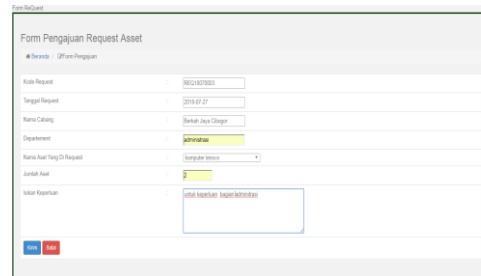 Form ReQuest
Form Pengajuan Request Asset
Beranda / Form Pengajuan
Kode Request :
Tanggal Request : 2018-07-27
Nama Cabang : Berkah Jaya Cibogor
Departement : administrasi
Nama Aset Yang Di Request : komputer lenovo
Jumlah Aset : 2
Isikan Keperluan : untuk keperluan bagian administrasi
Kirim Batal